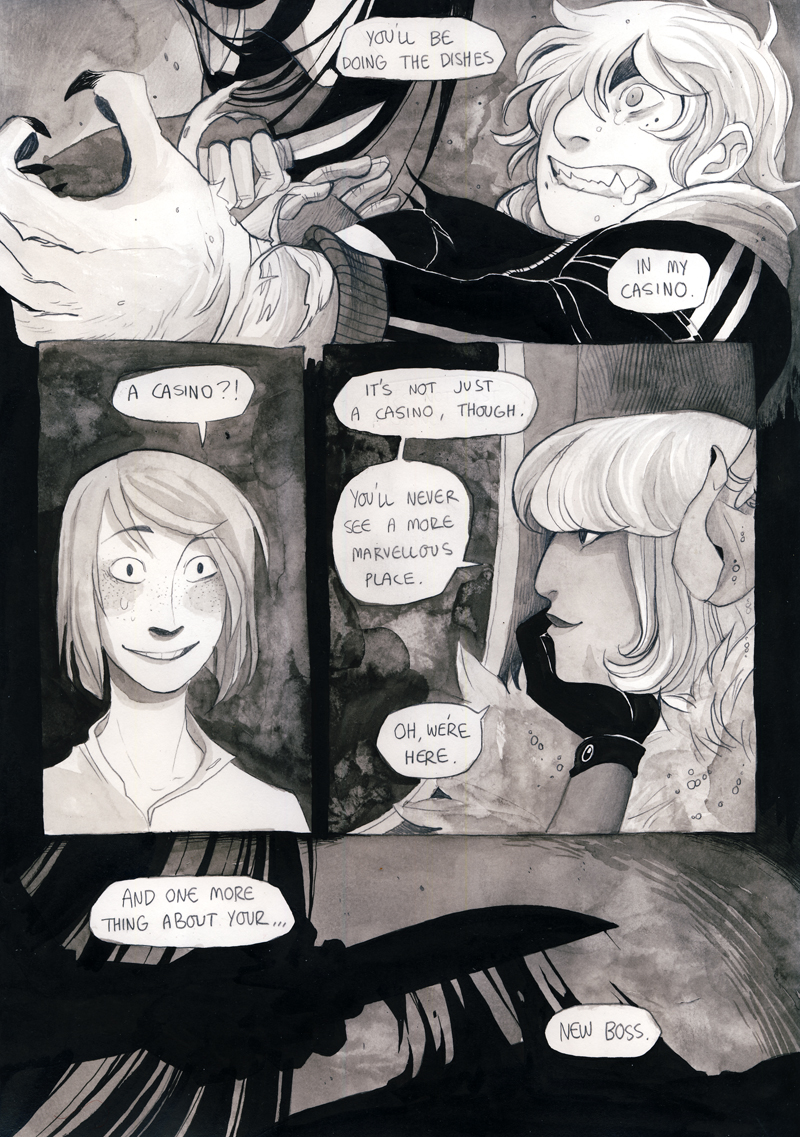 YOU'LL BE
DOING THE DISHES
IN MY
CASINO.
A CASINO?!
IT'S NOT JUST
A CASINO, THOUGH.
YOU'LL NEVER
SEE A MORE
MARVELLOUS
PLACE.
OH, WE'RE
HERE.
AND ONE MORE
THING ABOUT YOUR...
NEW BOSS.